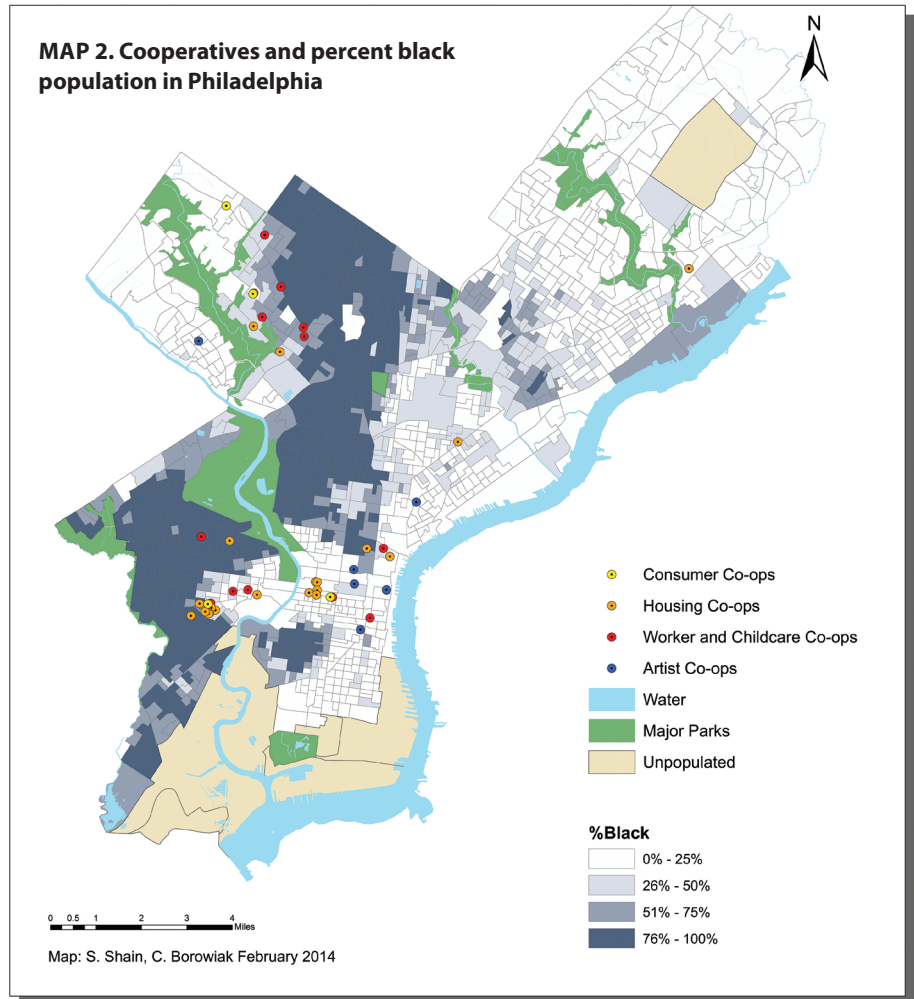 MAP 2. Cooperatives and percent black
population in Philadelphia
N
Consumer Co-ops
Housing Co-ops
Worker and Childcare Co-ops
Artist Co-ops
Water
Major Parks
Unpopulated
%Black
0% - 25%
26% - 50%
51% - 75%
76% - 100%
0 0.5 1 2 3 4
Miles
Map: S. Shain, C. Borowiak February 2014